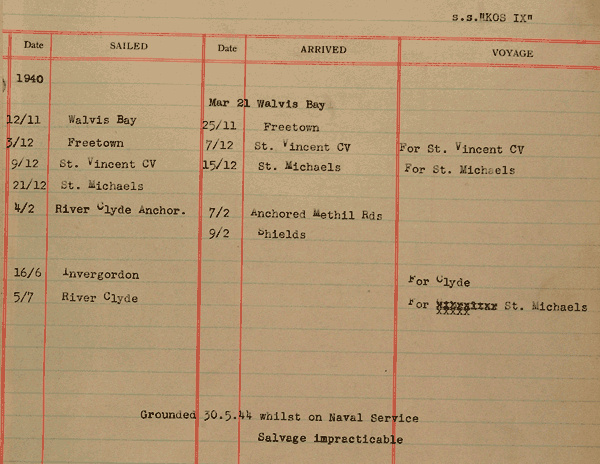 s.s."KOS IX"
Date SAILED Date ARRIVED VOYAGE
1940
Mar 21 Walvis Bay
12/11 Walvis Bay 25/11 Freetown
3/12 Freetown 7/12 St. Vincent CV For St. Vincent CV
9/12 St. Vincent CV 15/12 St. Michaels For St. Michaels
21/12 St. Michaels
4/2 River Clyde Anchor. 7/2 Anchored Methil Rds
9/2 Shields
16/6 Invergordon For Clyde
5/7 River Clyde For St. Michaels
Grounded 30.5.44 whilst on Naval Service
Salvage impracticable